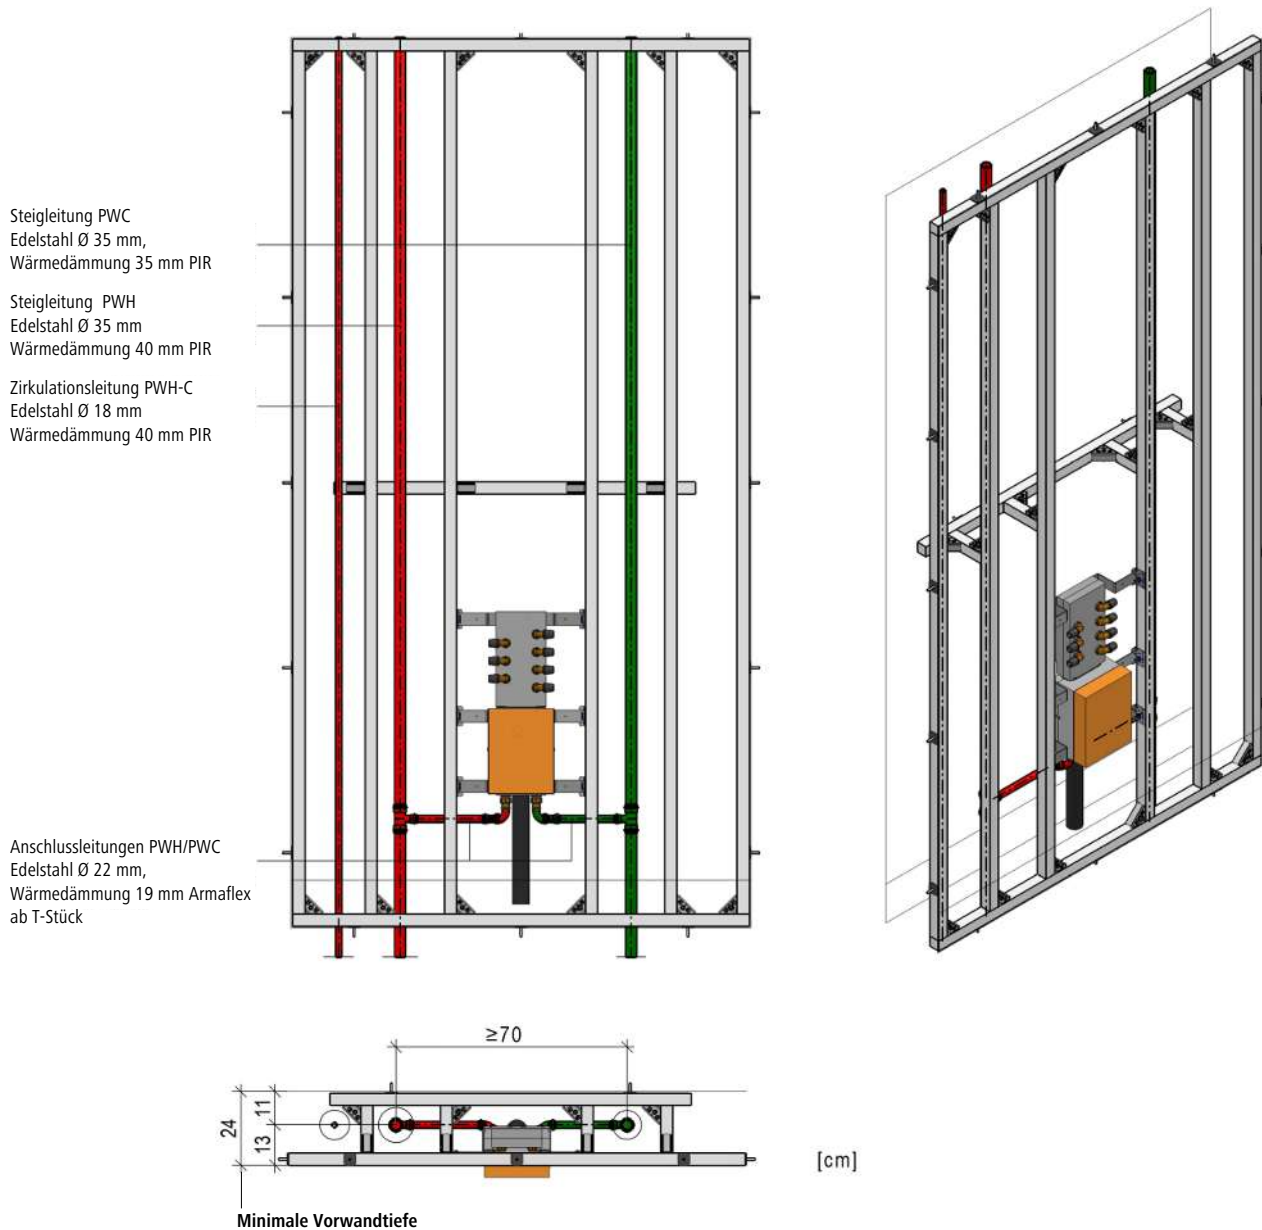 Steigleitung PWC
Edelstahl Ø 35 mm,
Wärmedämmung 35 mm PIR
Steigleitung PWH
Edelstahl Ø 35 mm
Wärmedämmung 40 mm PIR
Zirkulationsleitung PWH-C
Edelstahl Ø 18 mm
Wärmedämmung 40 mm PIR
Anschlussleitungen PWH/PWC
Edelstahl Ø 22 mm,
Wärmedämmung 19 mm Armaflex
ab T-Stück
≥70
24
11
13
[cm]
Minimale Vorwandtiefe